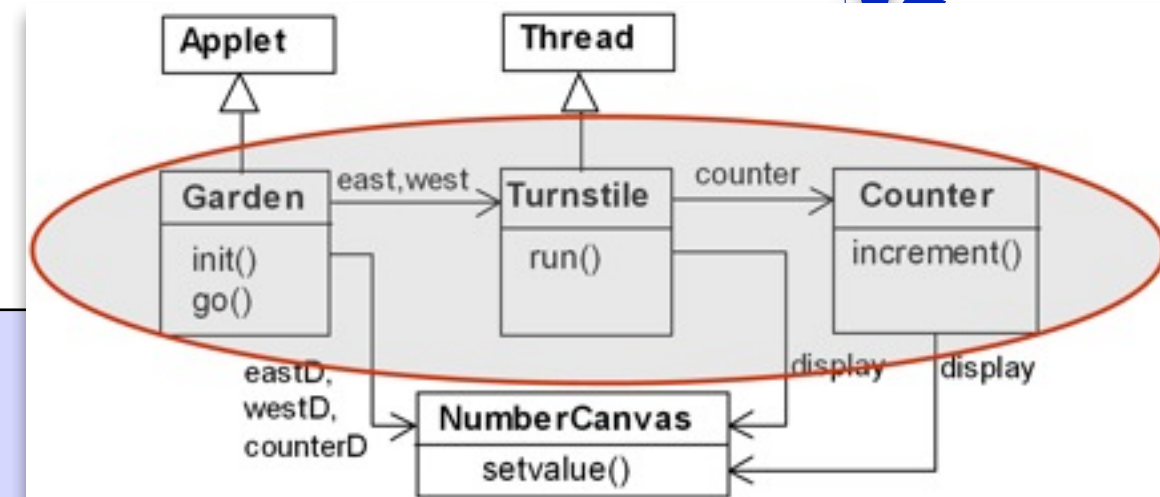 Applet
Thread
Garden
init()
go()
east,west
Turnstile
run()
counter
Counter
increment()
eastD,
westD,
counterD
display
display
NumberCanvas
setvalue()